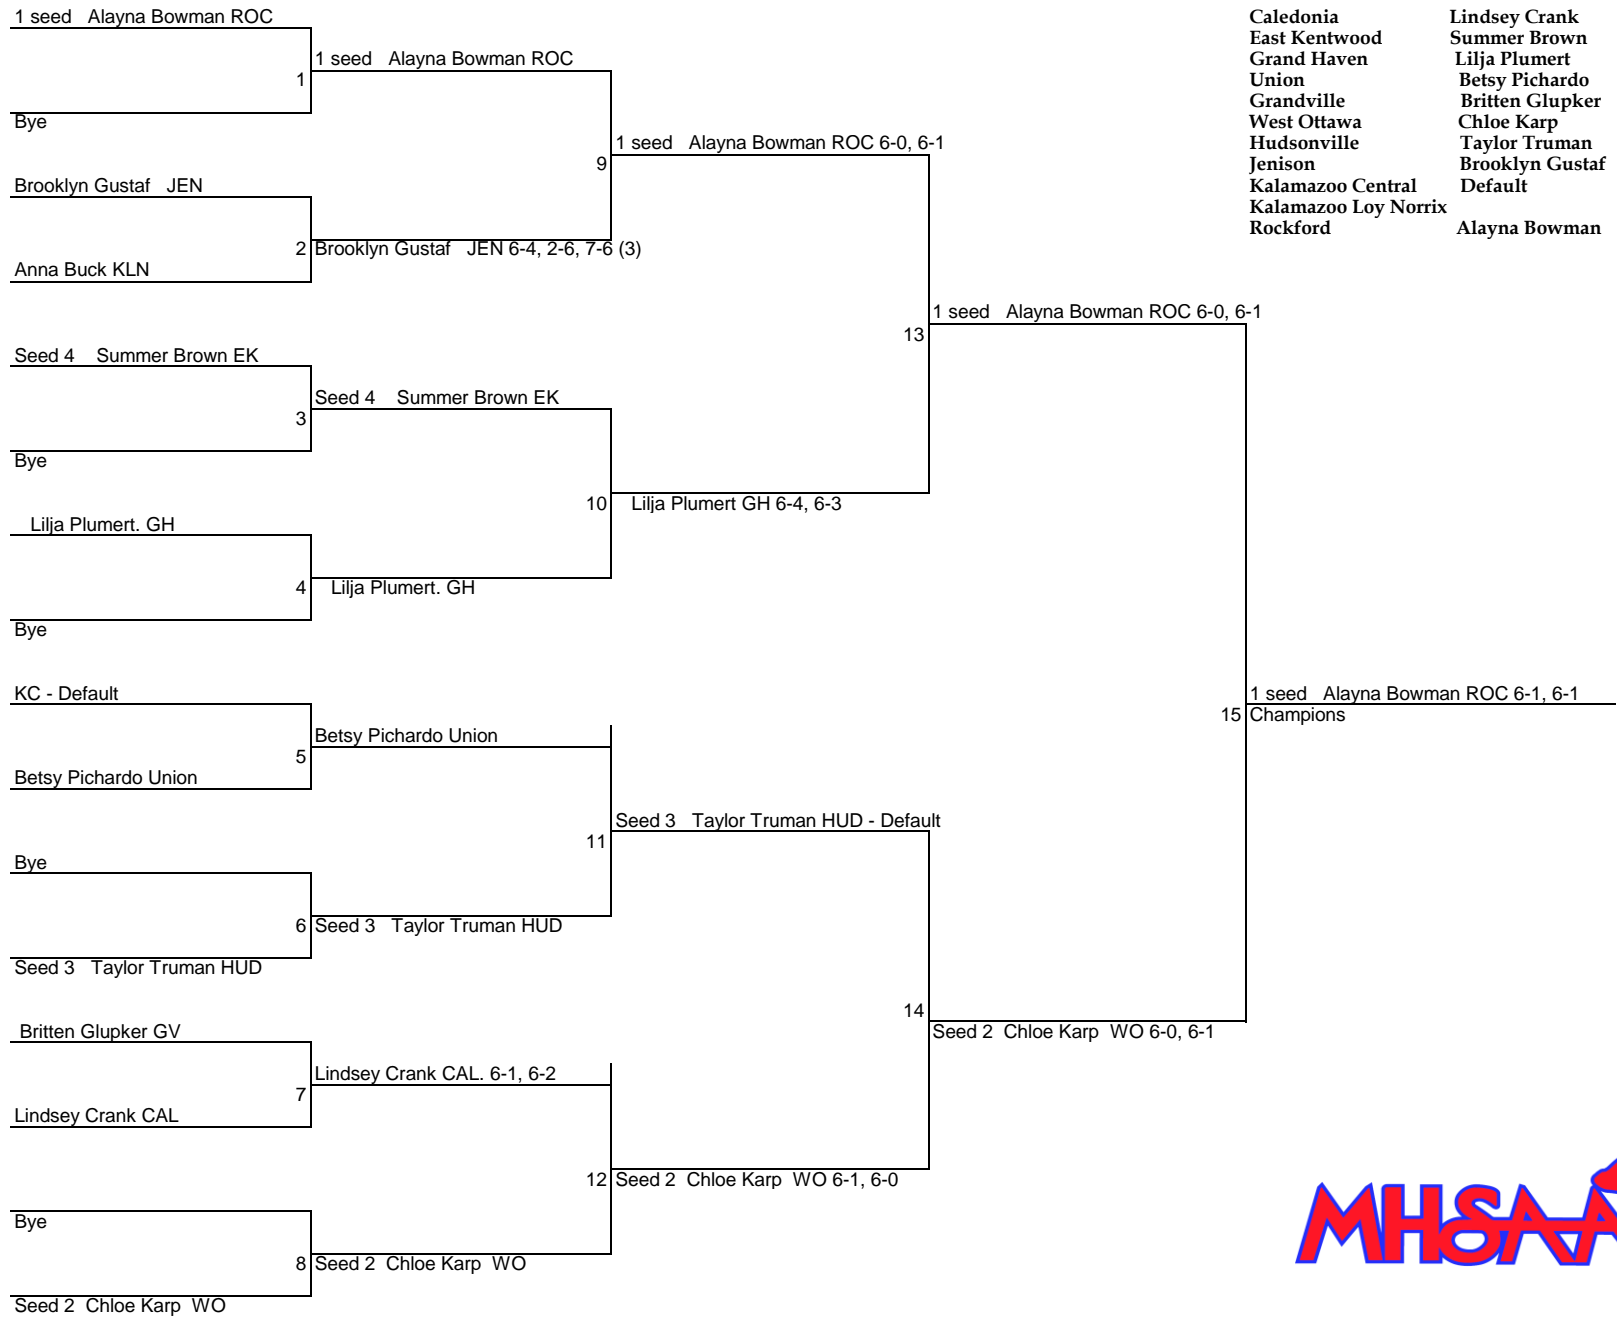 1 seed Alayna Bowman ROC
1
Bye
Brooklyn Gustaf JEN
2
Anna Buck KLN
Seed 4 Summer Brown EK
3
Bye
Lilja Plumert. GH
4
Bye
KC - Default
5
Betsy Pichardo Union
Bye
6
Seed 3 Taylor Truman HUD
Britten Glupker GV
7
Lindsey Crank CAL
Bye
8
Seed 2 Chloe Karp WO
1 seed Alayna Bowman ROC
9
Brooklyn Gustaf JEN 6-4, 2-6, 7-6 (3)
Seed 4 Summer Brown EK
10
Lilja Plumert. GH
Betsy Pichardo Union
11
Seed 3 Taylor Truman HUD
Lindsey Crank CAL. 6-1, 6-2
12
Seed 2 Chloe Karp WO
1 seed Alayna Bowman ROC 6-0, 6-1
13
Lilja Plumert GH 6-4, 6-3
Seed 3 Taylor Truman HUD - Default
14
Seed 2 Chloe Karp WO 6-1, 6-0
1 seed Alayna Bowman ROC 6-0, 6-1
15
Seed 2 Chloe Karp WO 6-0, 6-1
1 seed Alayna Bowman ROC 6-1, 6-1
Champions
Caledonia Lindsey Crank
East Kentwood Summer Brown
Grand Haven Lilja Plumert
Union Betsy Pichardo
Grandville Britten Glupker
West Ottawa Chloe Karp
Hudsonville Taylor Truman
Jenison Brooklyn Gustaf
Kalamazoo Central Default
Kalamazoo Loy Norrix
Rockford Alayna Bowman
MHSAA